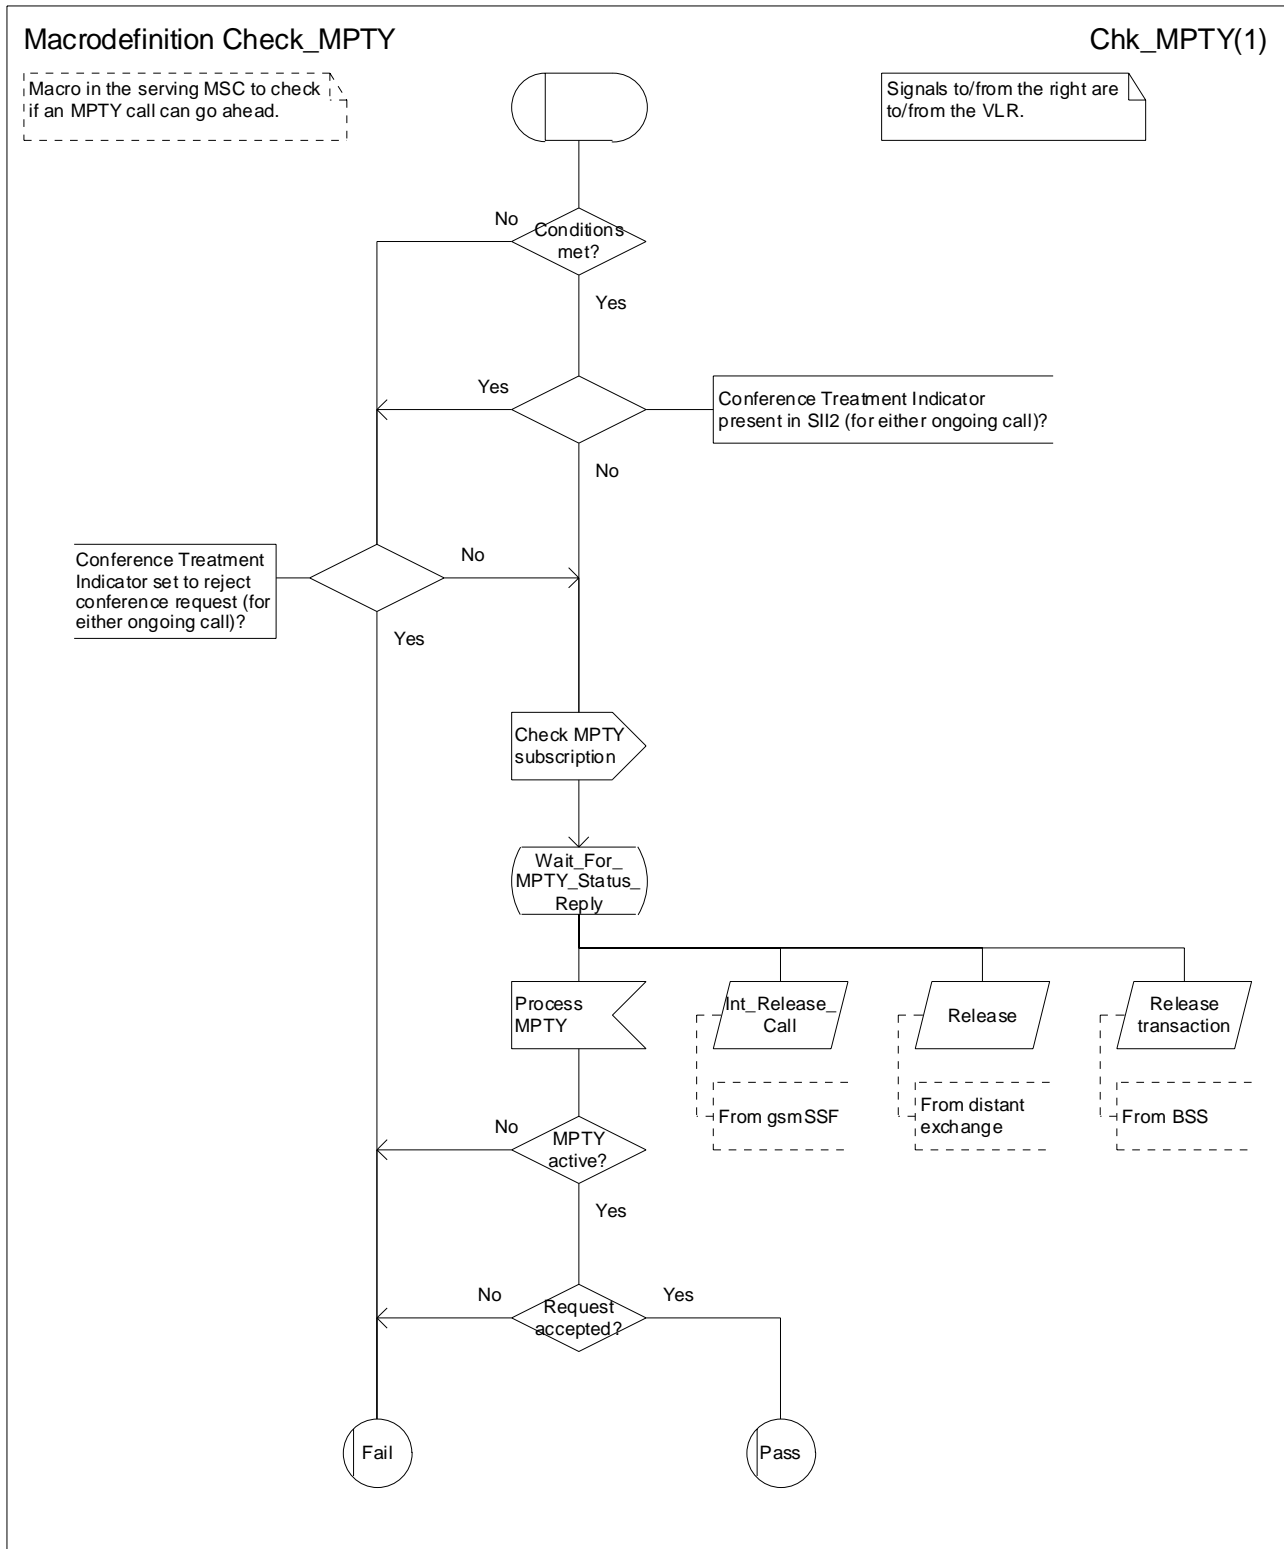 Macrodefinition Check_MPTY
Chk_MPTY(1)
Macro in the serving MSC to check
if an MPTY call can go ahead.
Signals to/from the right are
to/from the VLR.
No
Conditions
met?
Yes
Yes
Conference Treatment Indicator
present in SII2 (for either ongoing call)?
No
Conference Treatment
Indicator set to reject
conference request (for
either ongoing call)?
No
Yes
Check MPTY
subscription
Wait_For_
MPTY_Status_
Reply
Process
MPTY
Int_Release_
Call
Release
Release
transaction
From gsmSSF
From distant
exchange
From BSS
No
MPTY
active?
Yes
No
Request
accepted?
Yes
Fail
Pass